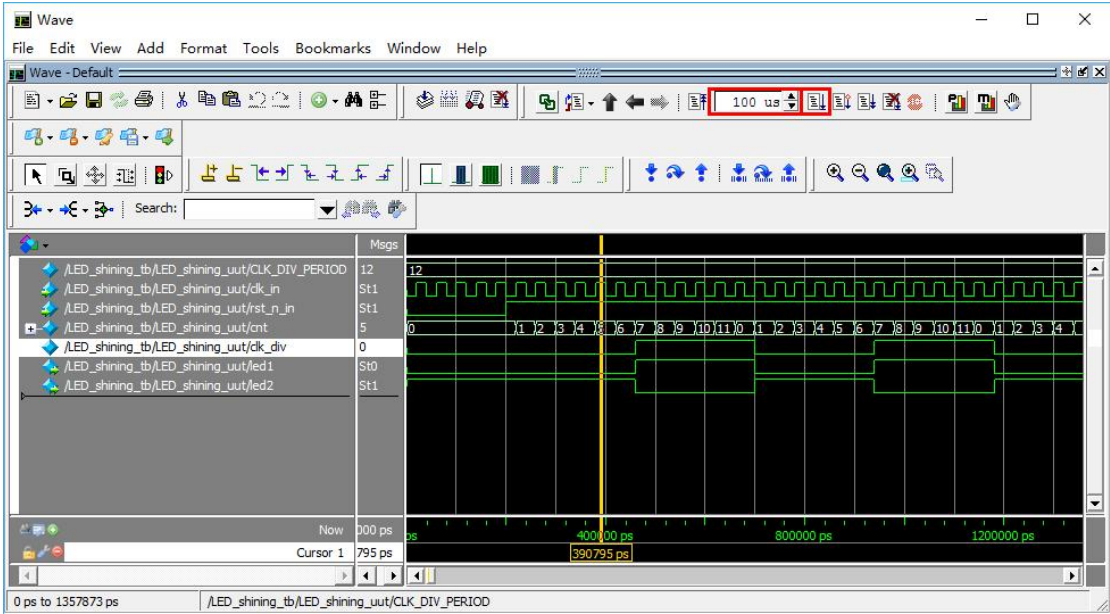 Wave
File Edit View Add Format Tools Bookmarks Window Help
Wave - Default
100 us
Search:
Msgs
/LED_shining_tb/LED_shining_uut/CLK_DIV_PERIOD 12 12
/LED_shining_tb/LED_shining_uut/clk_in St1
/LED_shining_tb/LED_shining_uut/rst_n_in St1
/LED_shining_tb/LED_shining_uut/cnt 5 0 1 2 3 4 5 6 7 8 9 10 11 0 1 2 3 4 5 6 7 8 9 10 11 0 1 2 3 4
/LED_shining_tb/LED_shining_uut/clk_div 0
/LED_shining_tb/LED_shining_uut/led1 St0
/LED_shining_tb/LED_shining_uut/led2 St1
Now 000 ps ps 400000 ps 800000 ps 1200000 ps
Cursor 1 795 ps 390795 ps
0 ps to 1357873 ps /LED_shining_tb/LED_shining_uut/CLK_DIV_PERIOD